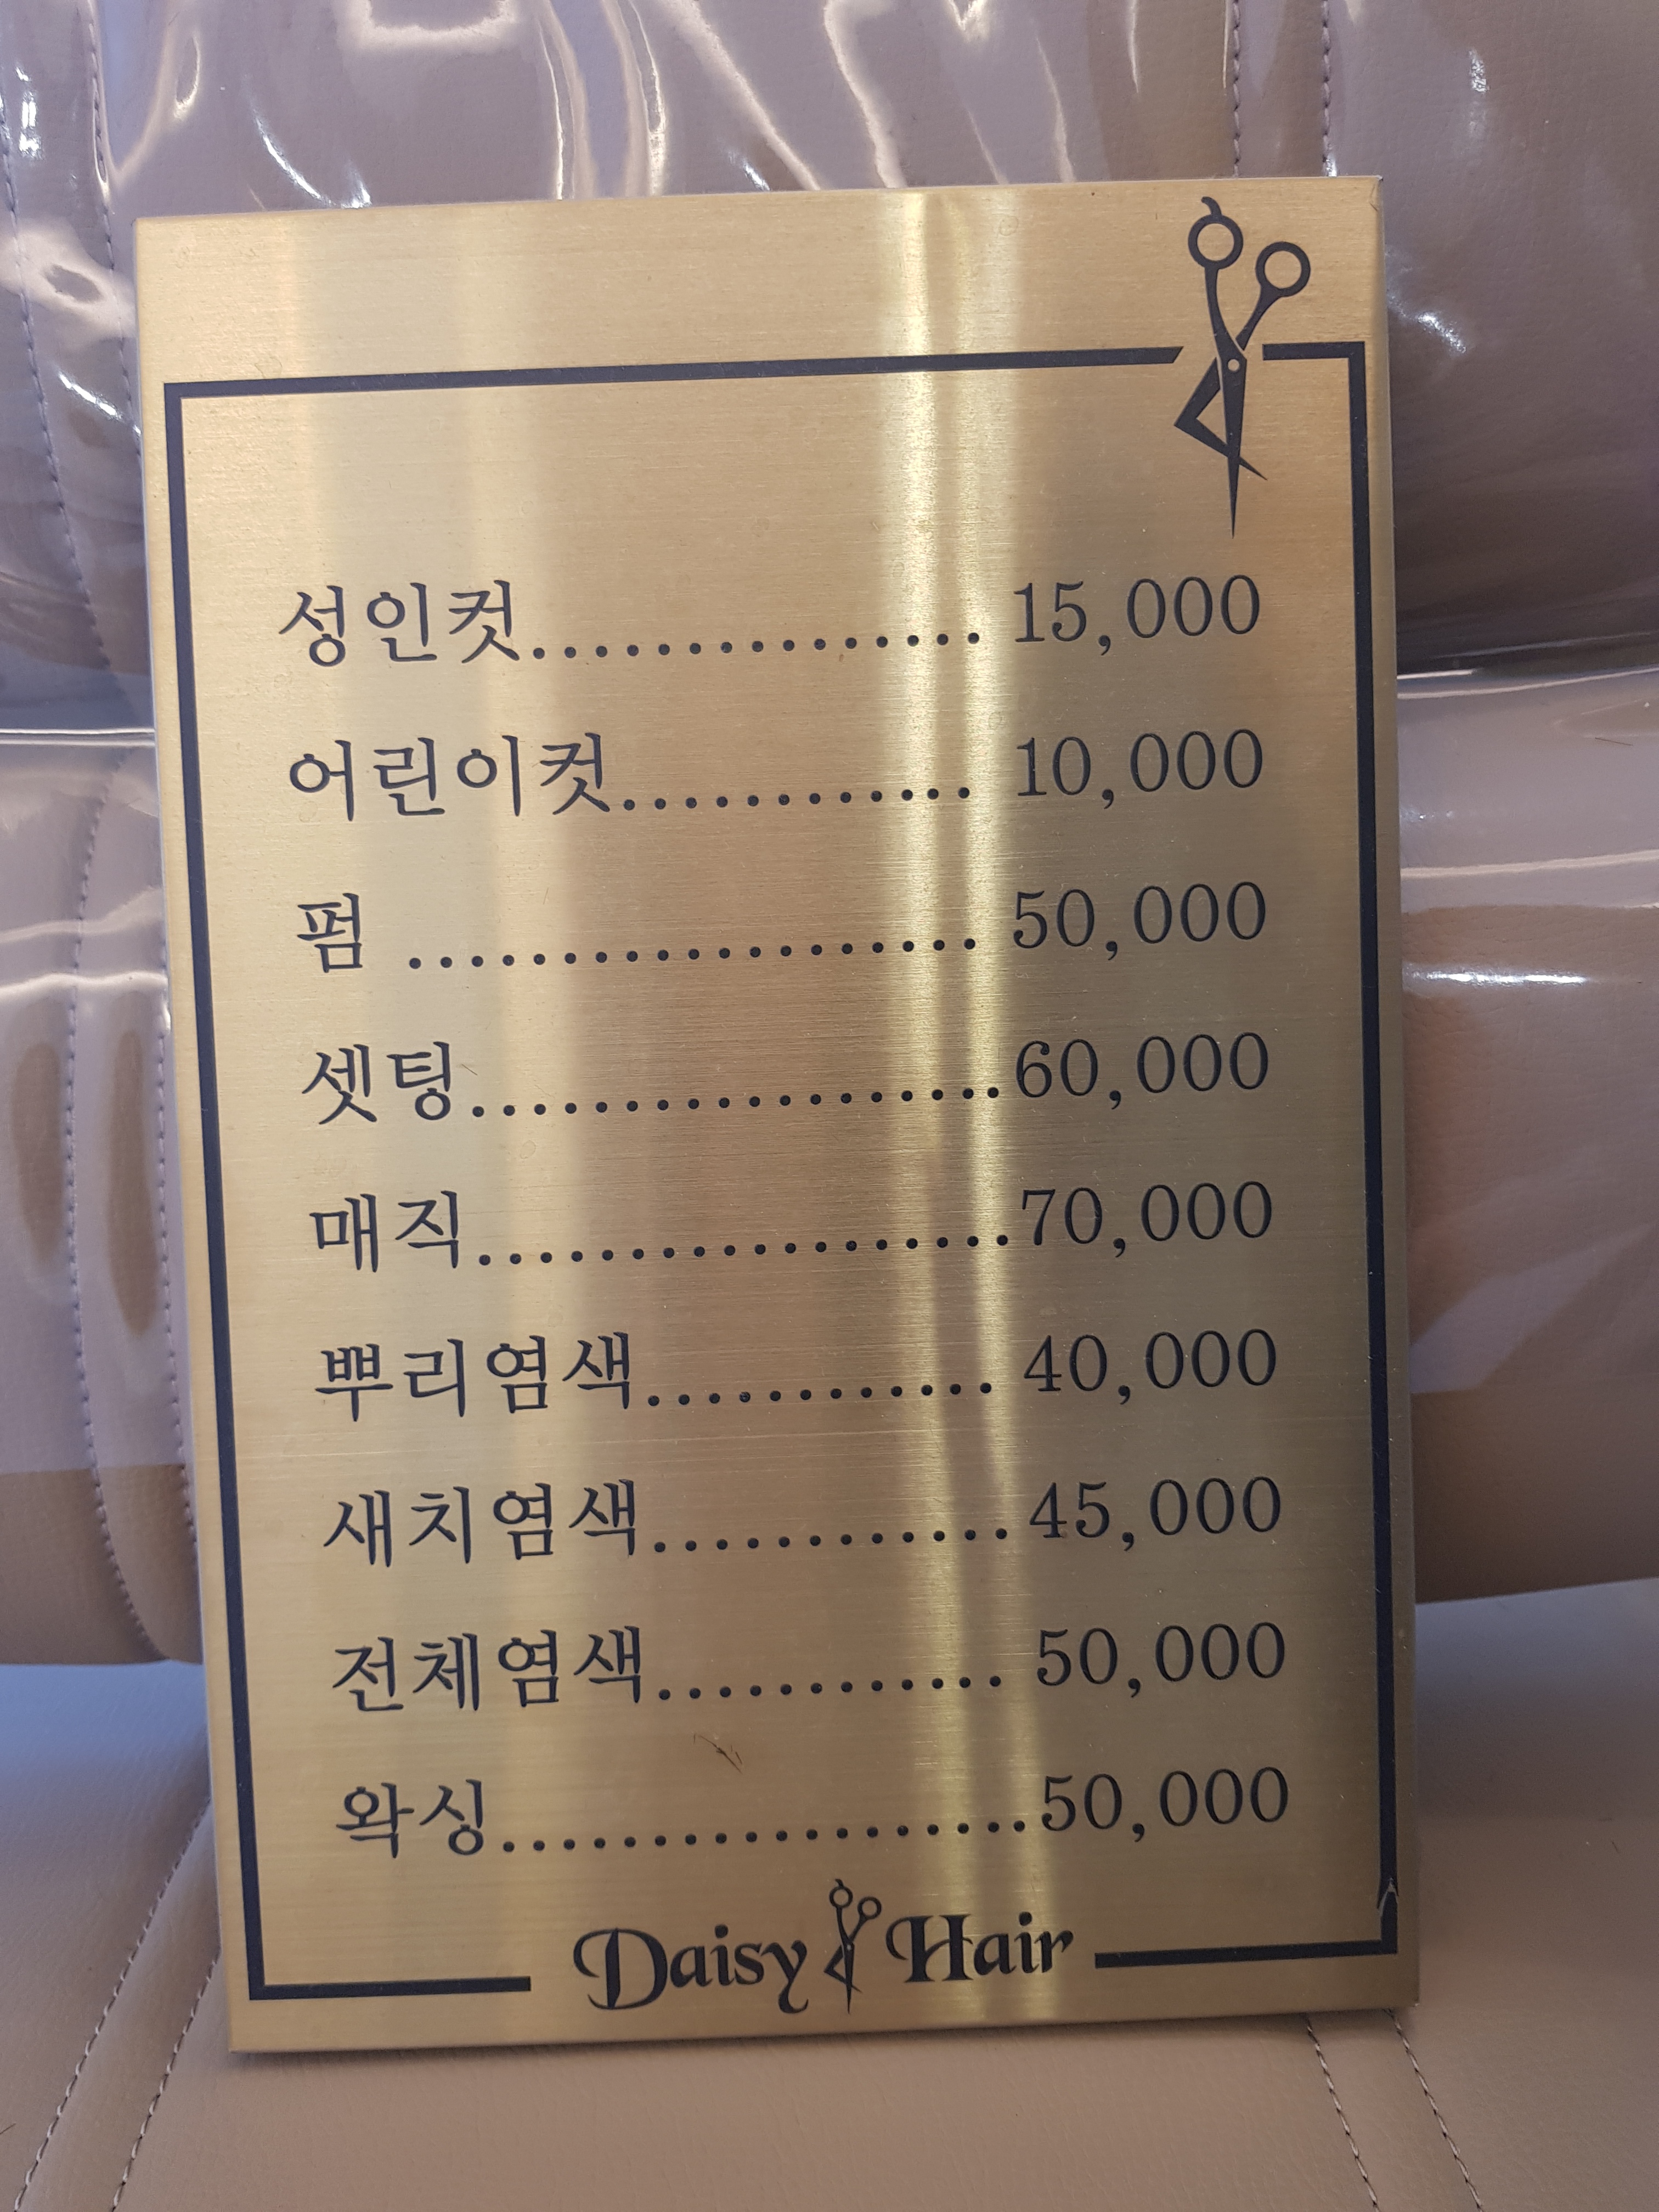 성인컷............... 15,000
어린이컷............ 10,000
펌 ................... 50,000
셋팅..................60,000
매직..................70,000
뿌리염색............ 40,000
새치염색............ 45,000
전체염색............ 50,000
왁싱..................50,000
Daisy Hair